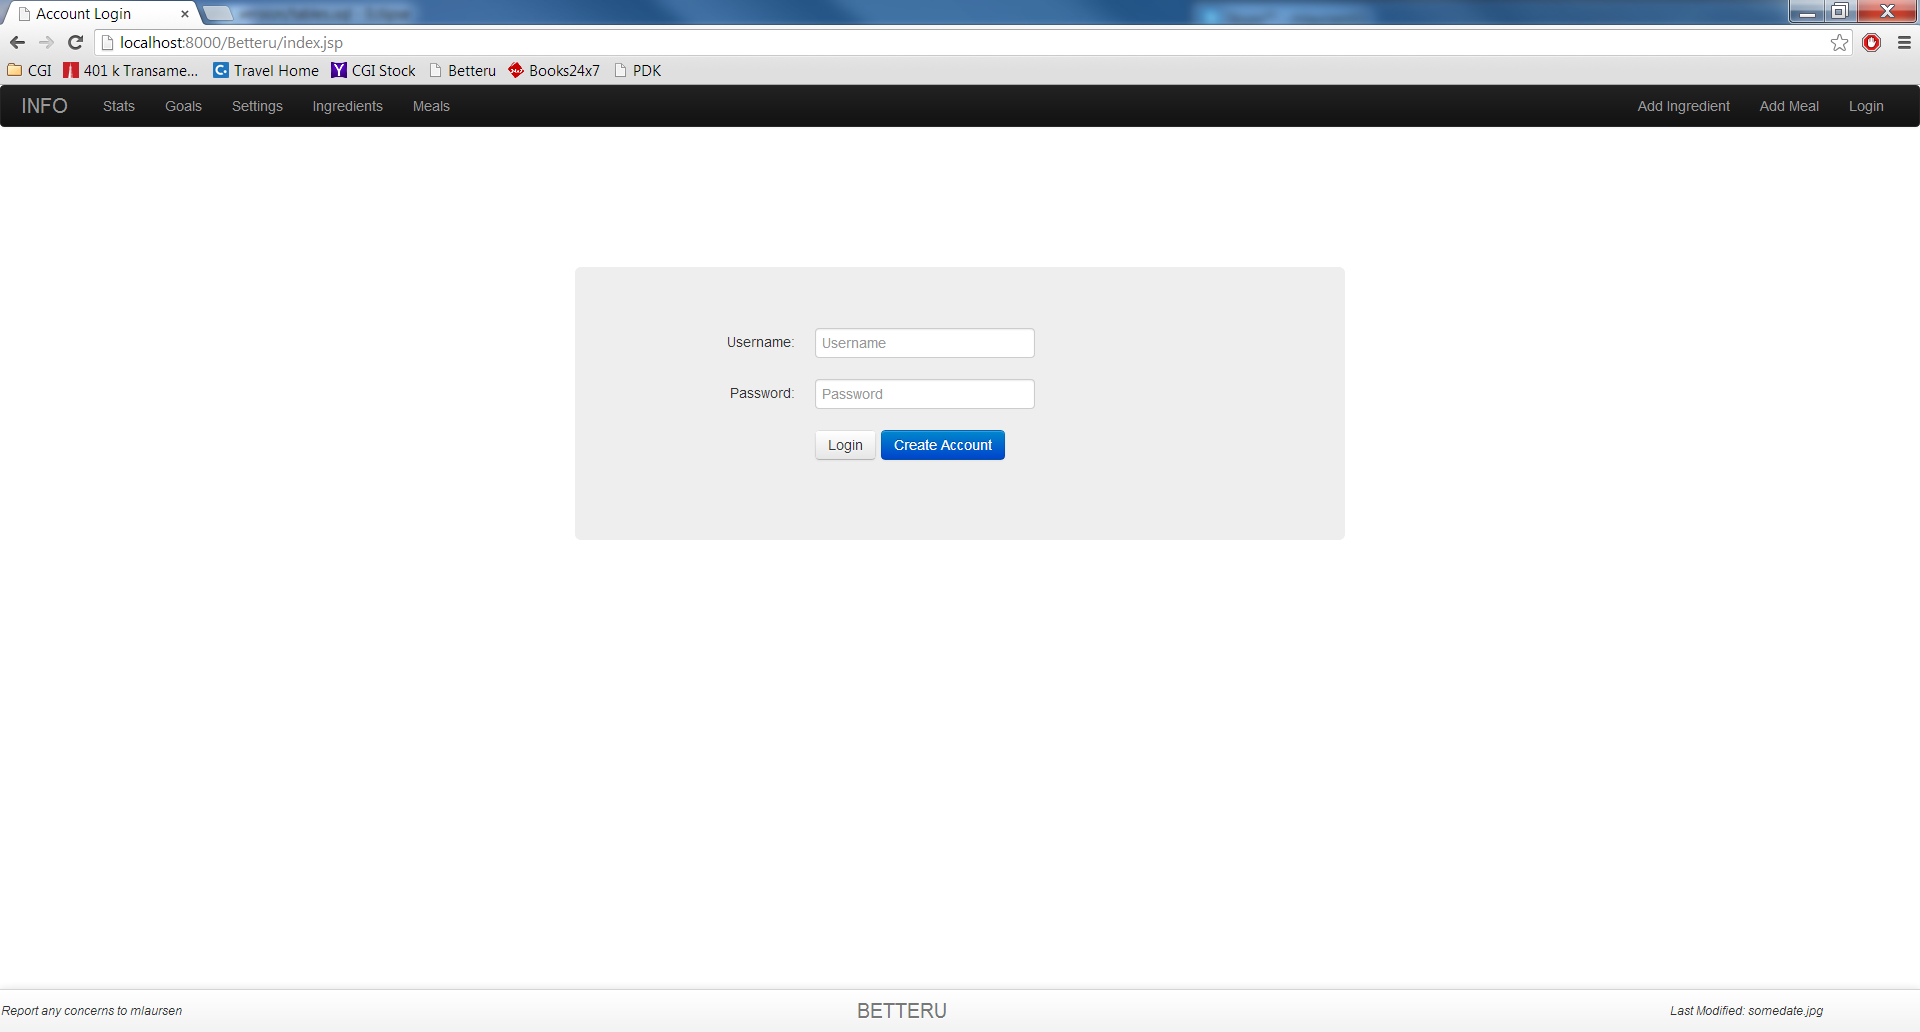 Account Login
localhost:8000/Betteru/index.jsp
CGI 401 k Transame... Travel Home CGI Stock Betteru Books24x7 PDK
INFO Stats Goals Settings Ingredients Meals Add Ingredient Add Meal Login
Username: Username
Password: Password
Login Create Account
Report any concerns to mlaursen BETTERU Last Modified: somedate.jpg